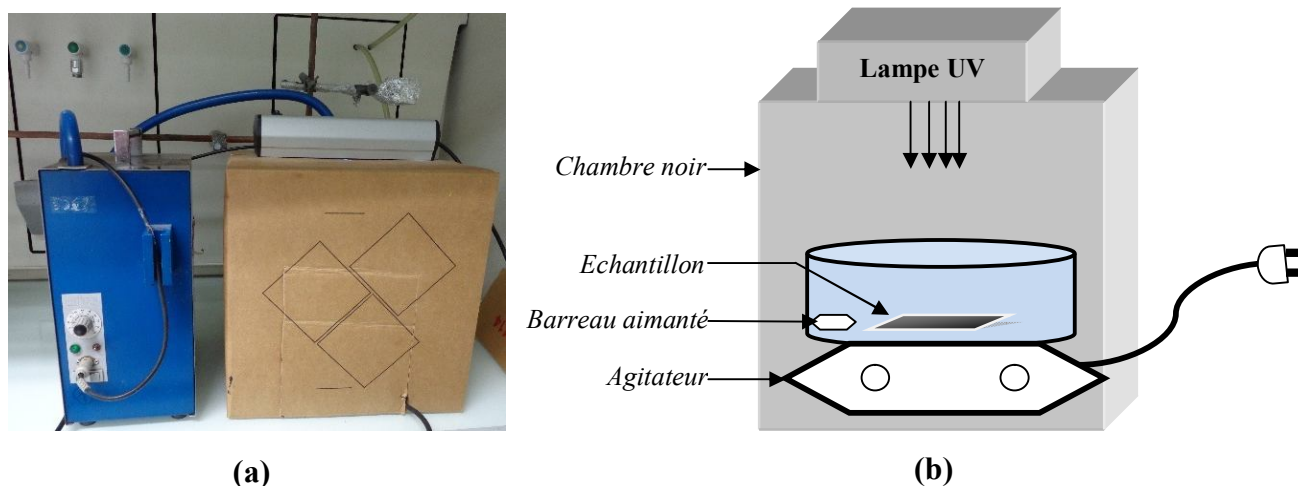 Lampe UV
Chambre noir
Echantillon
Barreau aimanté
Agitateur
(a)
(b)